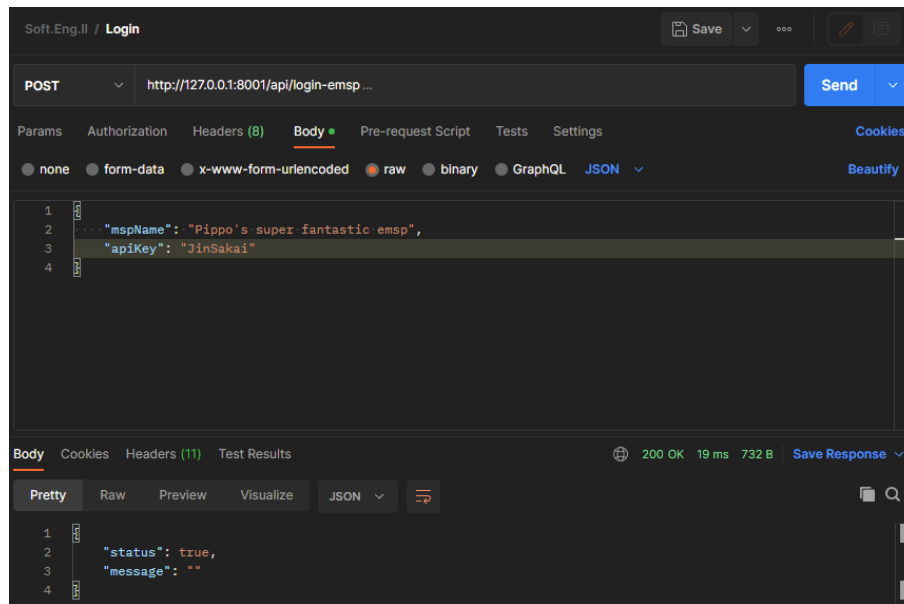 Soft.Eng.II / Login
Save
POST http://127.0.0.1:8001/api/login-emsp ... Send
Params Authorization Headers (8) Body Pre-request Script Tests Settings Cookies
none form-data x-www-form-urlencoded raw binary GraphQL JSON Beautify
1 {
2 "mspName": "Pippo's super fantastic emsp",
3 "apiKey": "JinSakai"
4 }
Body Cookies Headers (11) Test Results 200 OK 19 ms 732 B Save Response
Pretty Raw Preview Visualize JSON
1 {
2 "status": true,
3 "message": ""
4 }